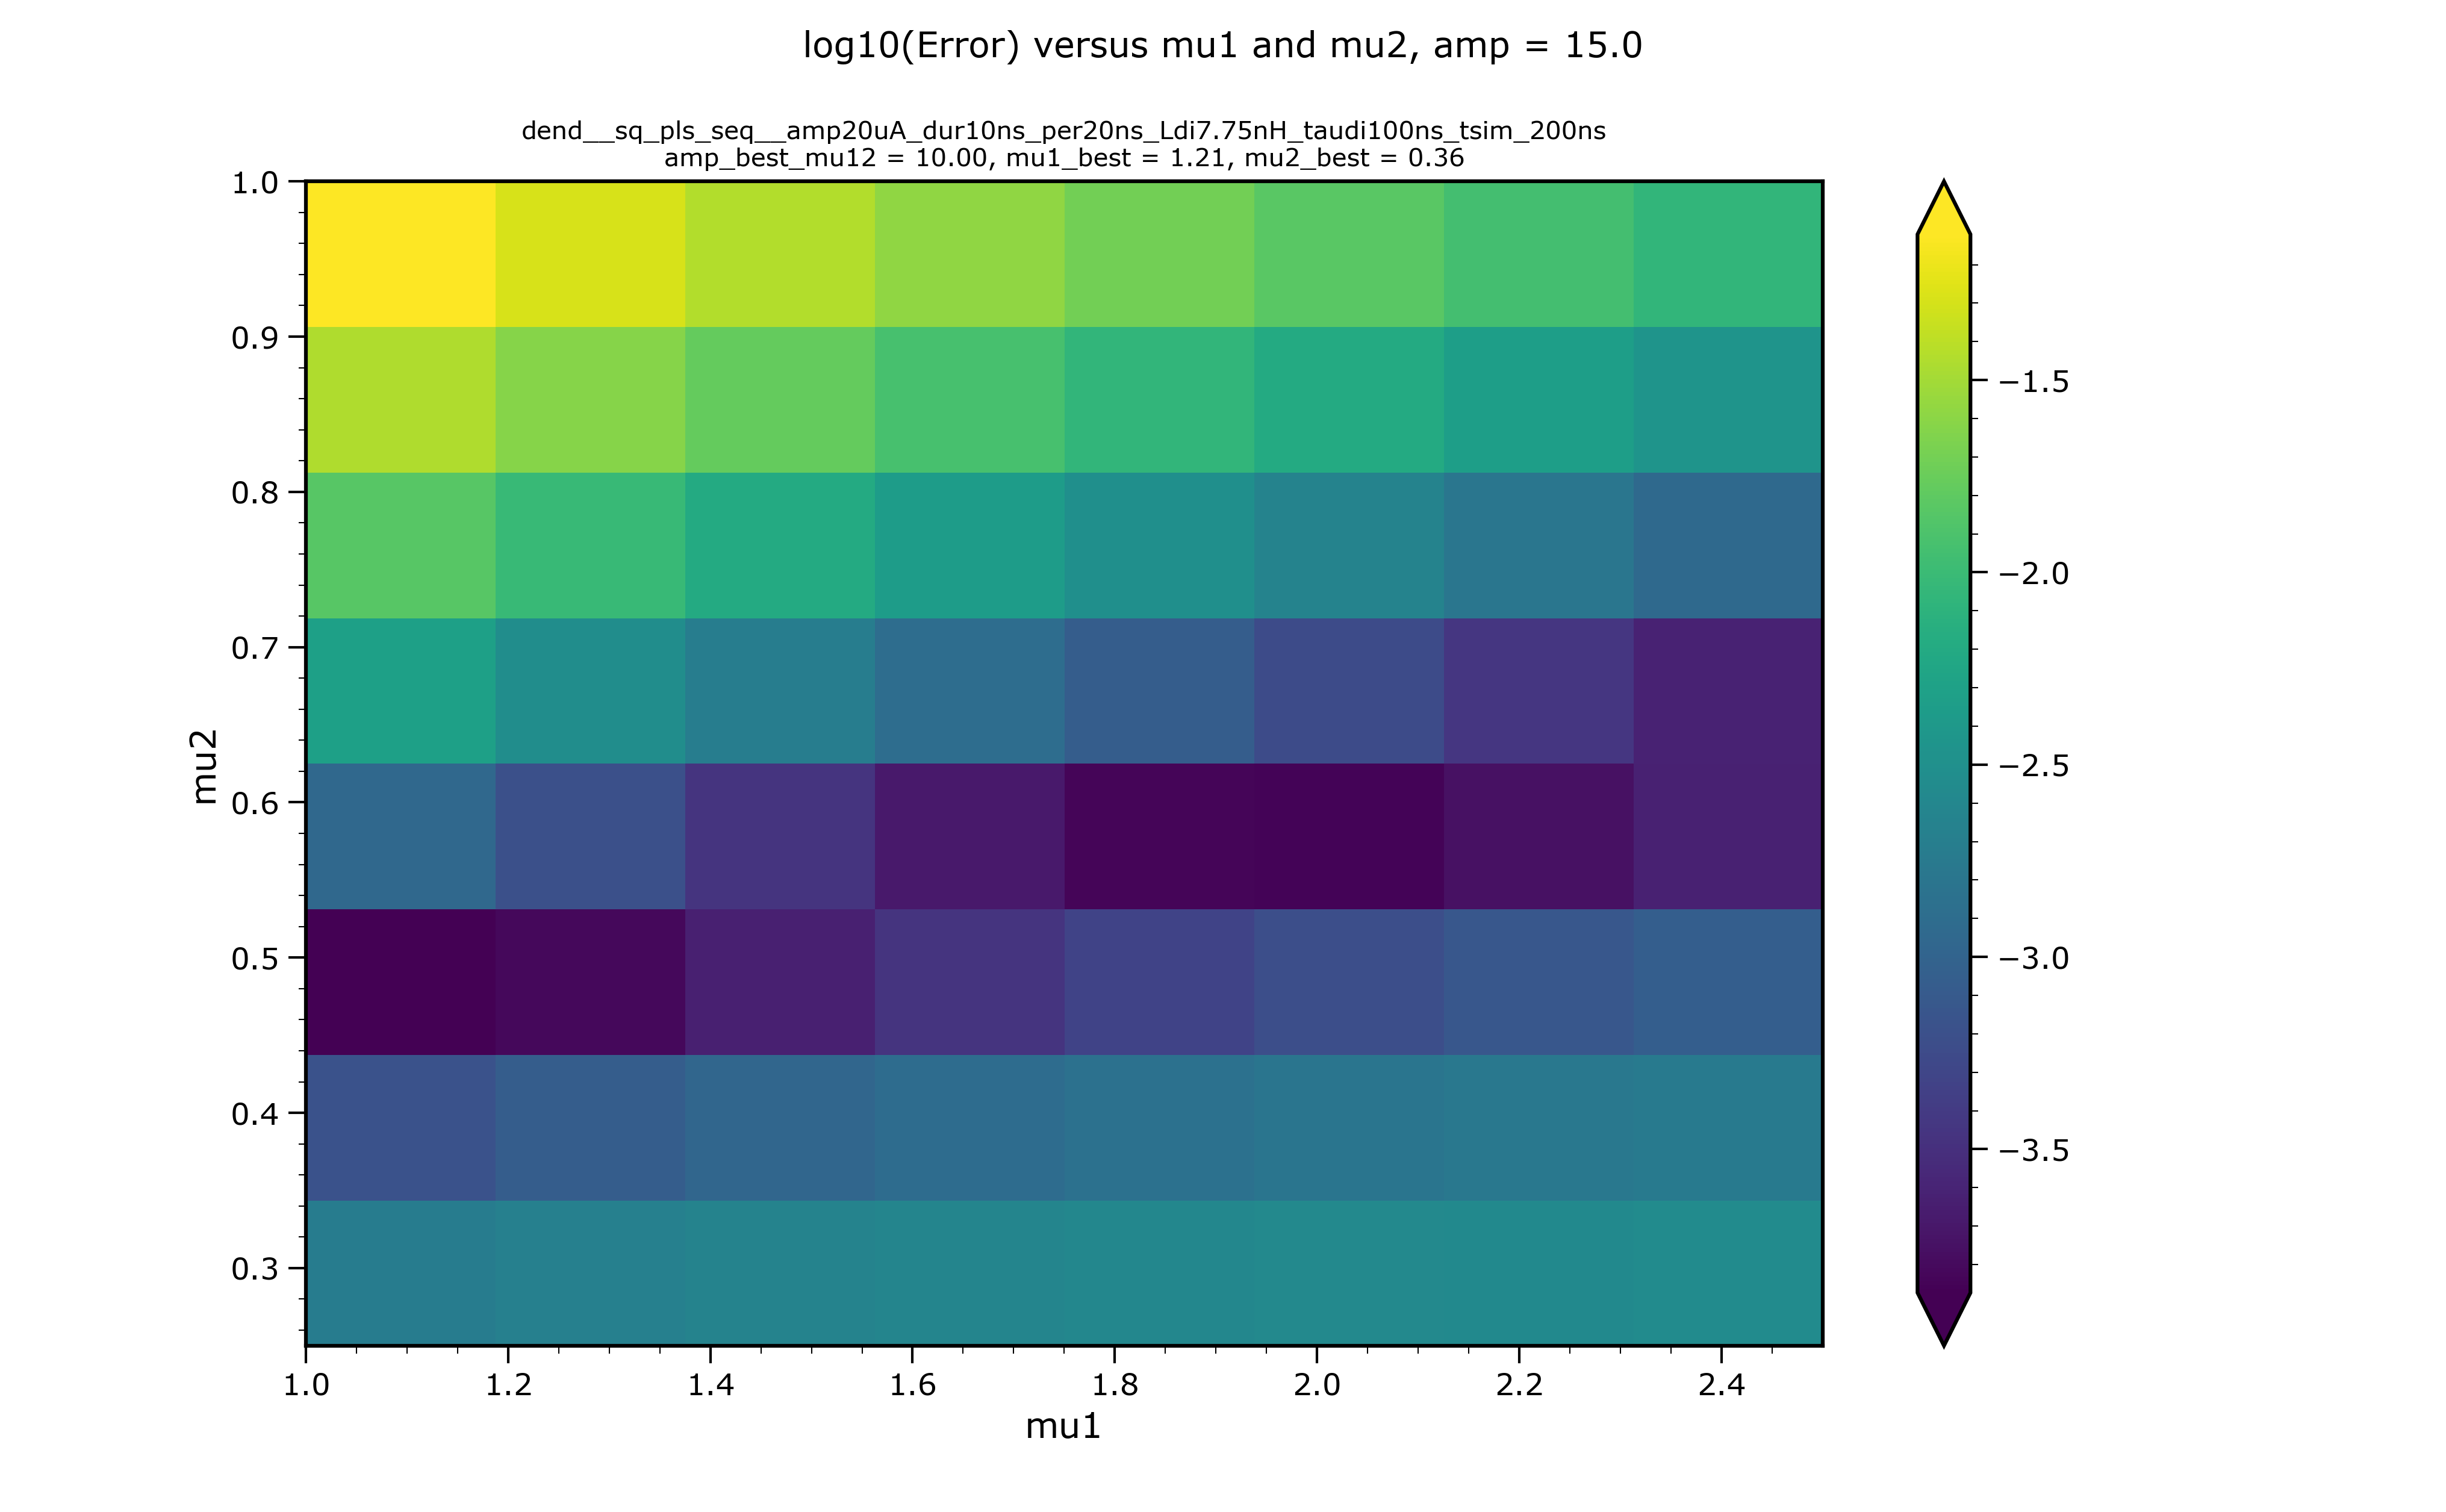 log10(Error) versus mu1 and mu2, amp = 15.0
dend__sq_pls_seq__amp20uA_dur10ns_per20ns_Ldi7.75nH_taudi100ns_tsim_200ns
amp_best_mu12 = 10.00, mu1_best = 1.21, mu2_best = 0.36
1.0
0.9
0.8
0.7
0.6
0.5
0.4
0.3
mu2
1.0 1.2 1.4 1.6 1.8 2.0 2.2 2.4
mu1
−1.5
−2.0
−2.5
−3.0
−3.5